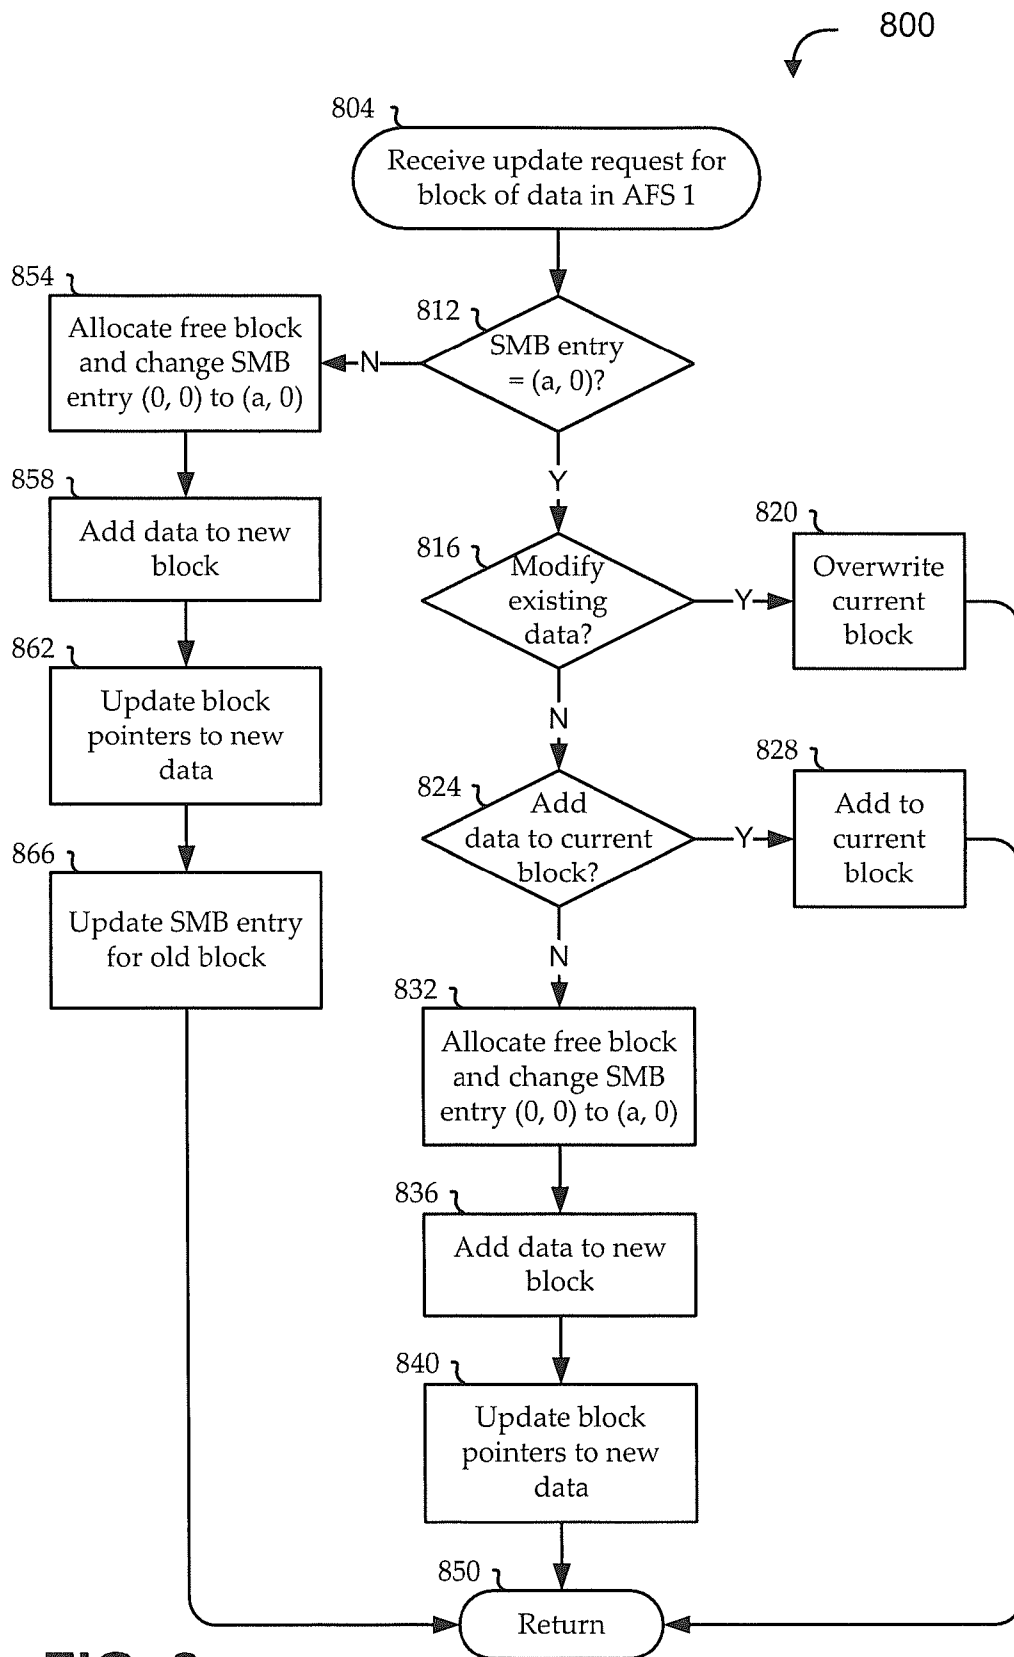 800
804
Receive update request for
block of data in AFS 1
854
Allocate free block
and change SMB
entry (0, 0) to (a, 0)
812
SMB entry
= (a, 0)?
N
Y
858
Add data to new
block
816
Modify
existing
data?
Y
820
Overwrite
current
block
N
862
Update block
pointers to new
data
824
Add
data to current
block?
Y
828
Add to
current
block
N
866
Update SMB entry
for old block
832
Allocate free block
and change SMB
entry (0, 0) to (a, 0)
836
Add data to new
block
840
Update block
pointers to new
data
850
Return